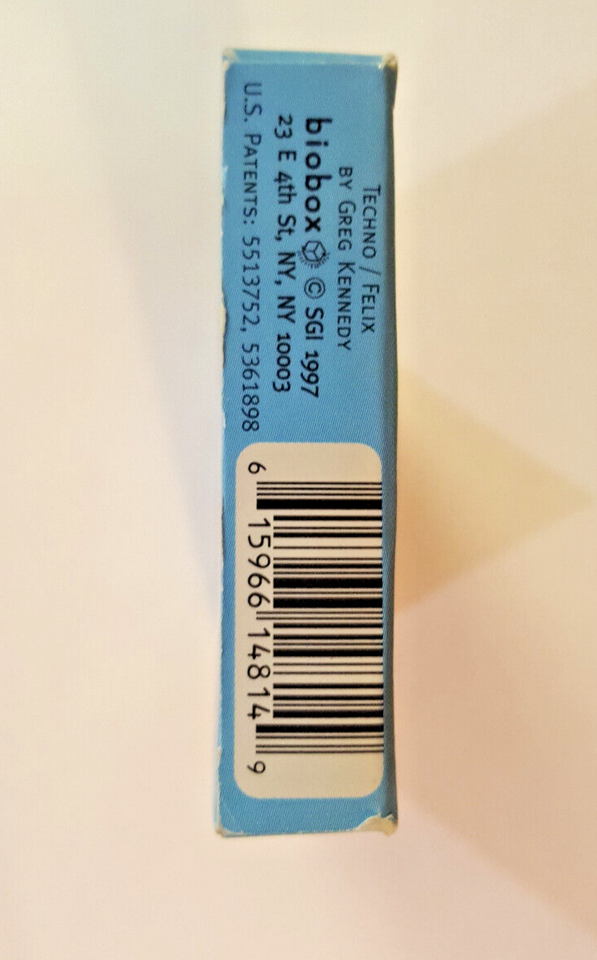 TECHNO / FELIX
BY GREG KENNEDY
biobox © SGI 1997
23 E 4th St, NY, NY 10003
U.S. PATENTS: 5513752, 5361898
6 15966 14814 9